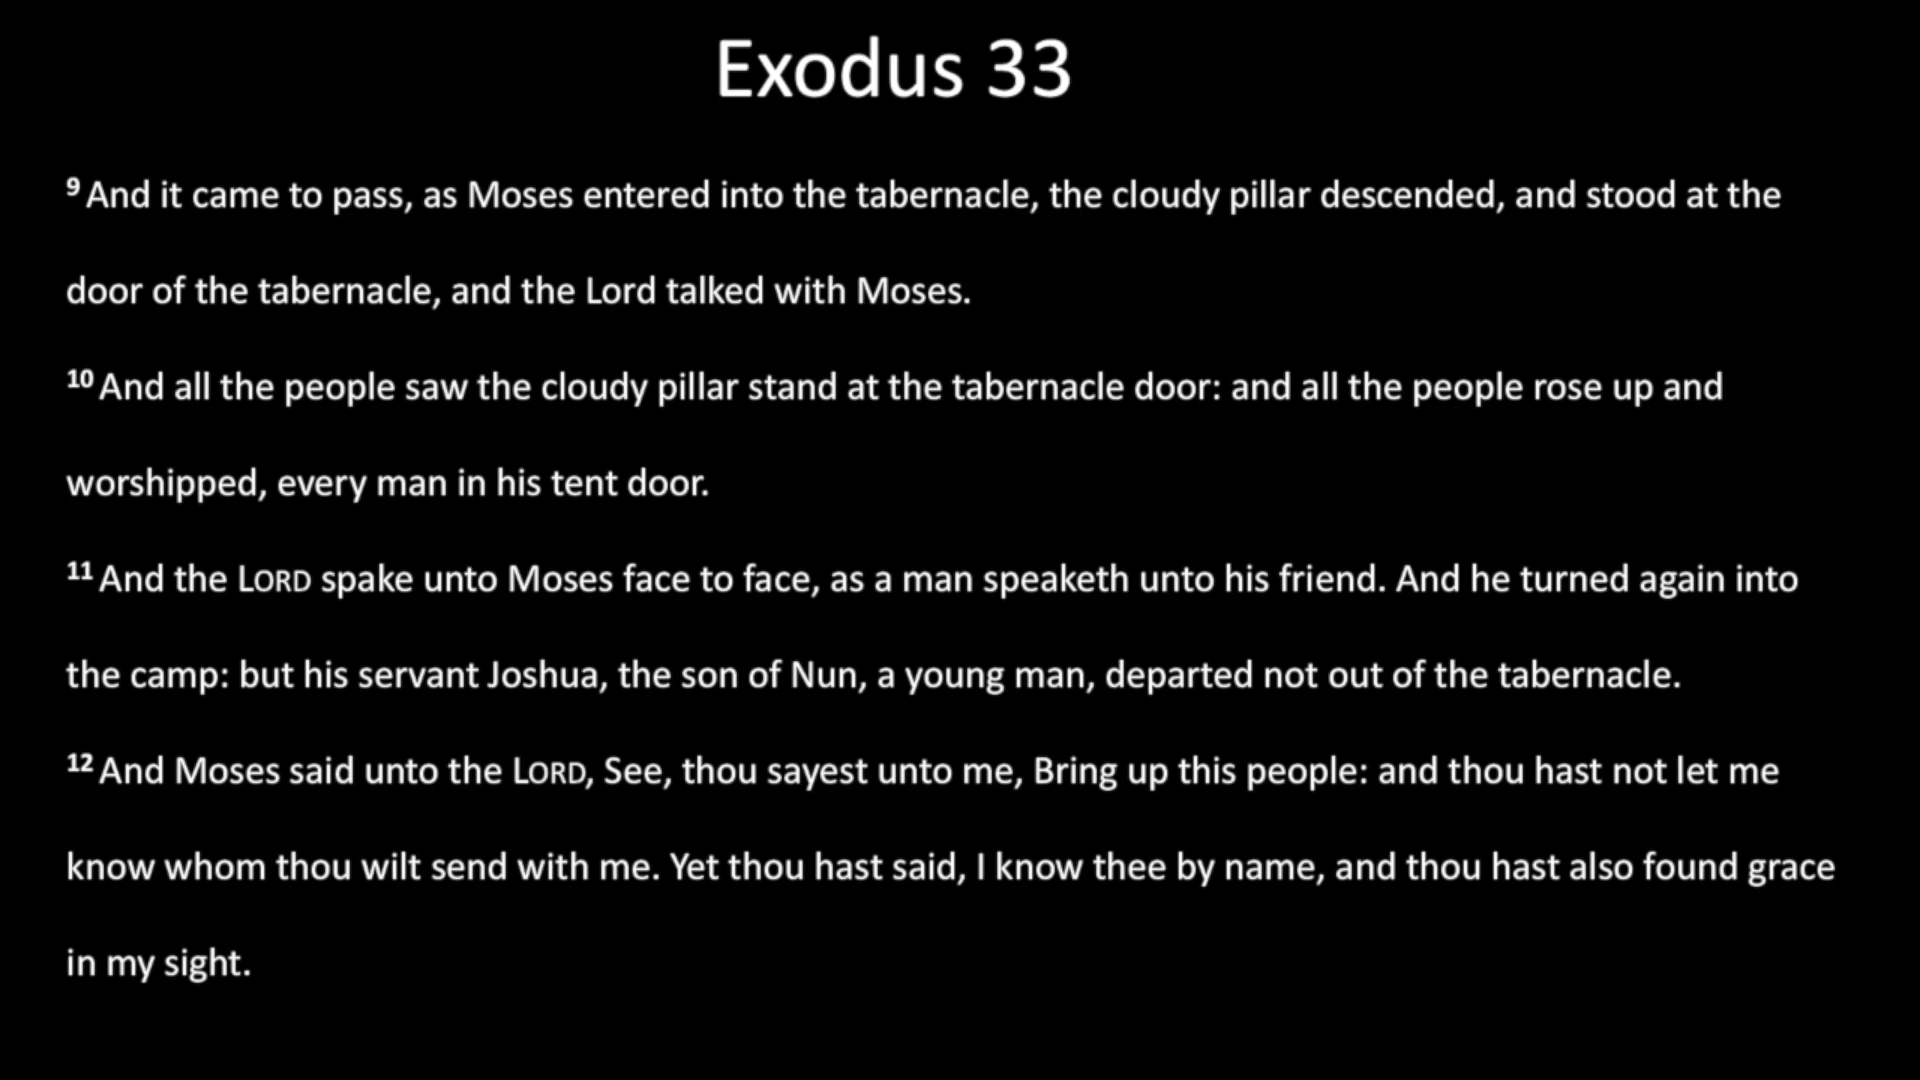 Exodus 33
9 And it came to pass, as Moses entered into the tabernacle, the cloudy pillar descended, and stood at the
door of the tabernacle, and the Lord talked with Moses.
10 And all the people saw the cloudy pillar stand at the tabernacle door: and all the people rose up and
worshipped, every man in his tent door.
11 And the LORD spake unto Moses face to face, as a man speaketh unto his friend. And he turned again into
the camp: but his servant Joshua, the son of Nun, a young man, departed not out of the tabernacle.
12 And Moses said unto the LORD, See, thou sayest unto me, Bring up this people: and thou hast not let me
know whom thou wilt send with me. Yet thou hast said, I know thee by name, and thou hast also found grace
in my sight.